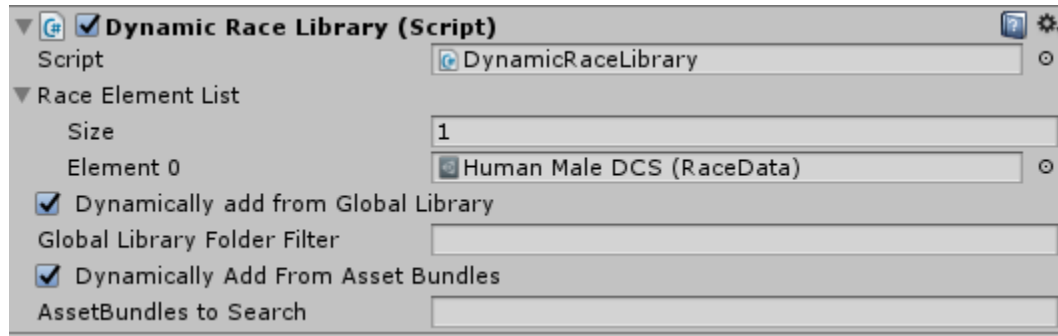 Dynamic Race Library (Script)
Script DynamicRaceLibrary
Race Element List
Size 1
Element 0 Human Male DCS (RaceData)
Dynamically add from Global Library
Global Library Folder Filter
Dynamically Add From Asset Bundles
AssetBundles to Search